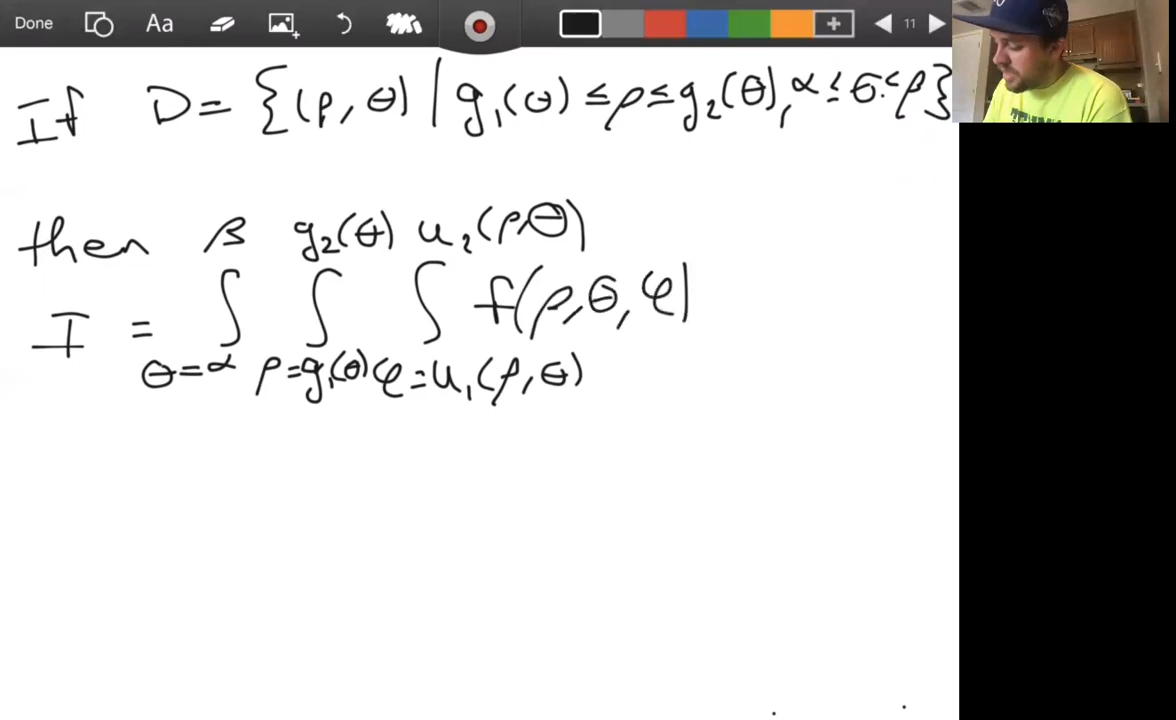 Done Aa 11
If D = {(ρ, θ) | g₁(θ) ≤ ρ ≤ g₂(θ), α ≤ θ ≤ β}
then β g₂(θ) u₂(ρ,θ)
I = ∫ ∫ ∫ f(ρ, θ, φ)
θ=α ρ=g₁(θ) φ=u₁(ρ, θ)